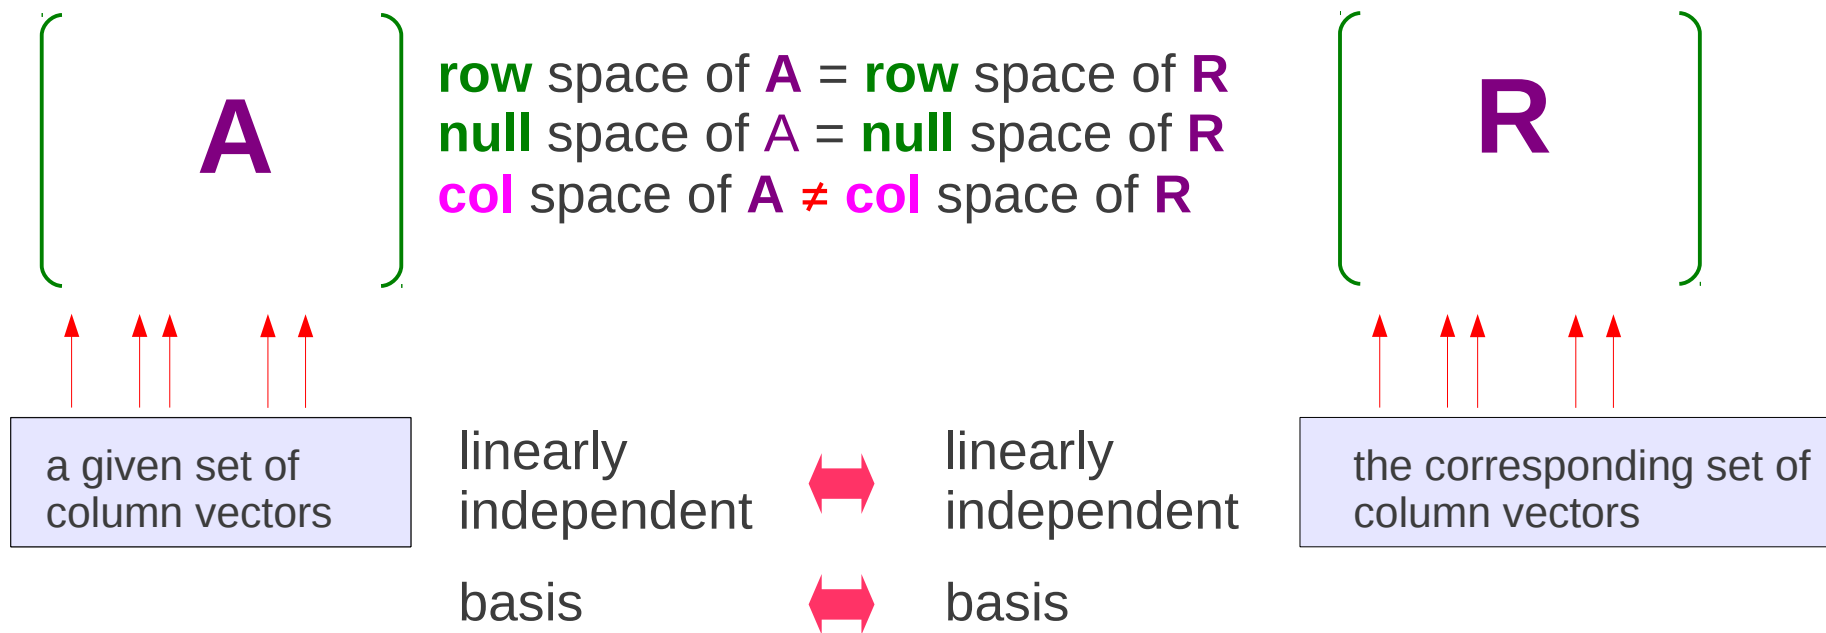 A
row space of A = row space of R
null space of A = null space of R
col space of A ≠ col space of R
R
a given set of
column vectors
linearly
independent
linearly
independent
the corresponding set of
column vectors
basis
basis